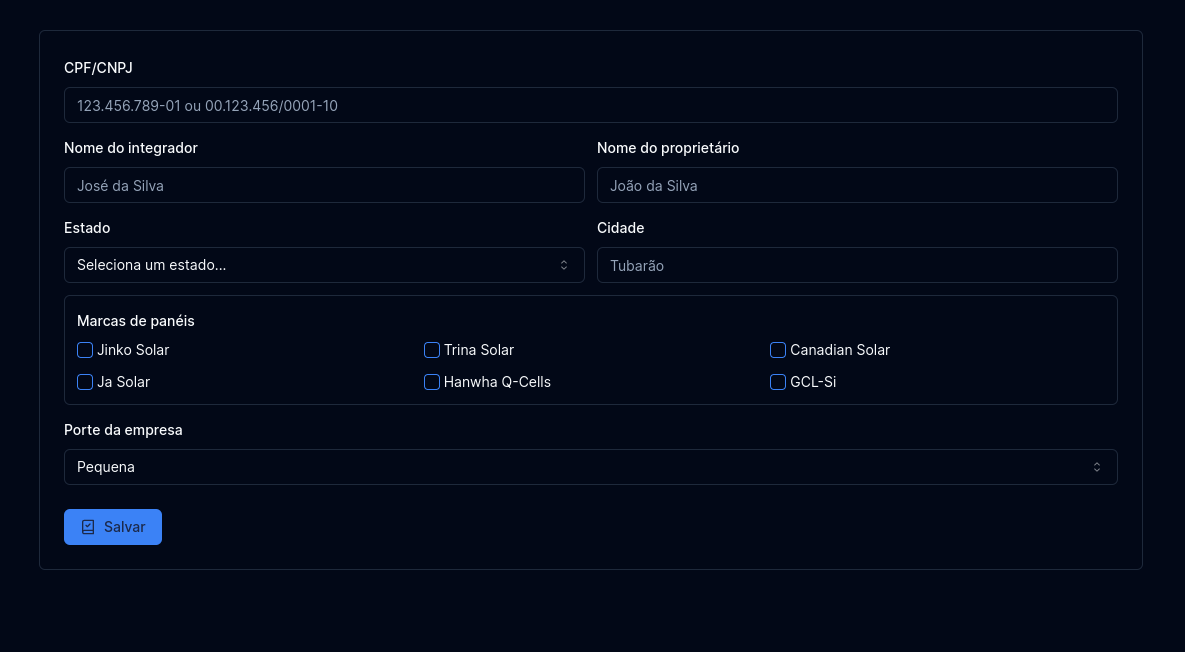 CPF/CNPJ
123.456.789-01 ou 00.123.456/0001-10
Nome do integrador Nome do proprietário
José da Silva João da Silva
Estado Cidade
Seleciona um estado... Tubarão
Marcas de panéis
Jinko Solar Trina Solar Canadian Solar
Ja Solar Hanwha Q-Cells GCL-Si
Porte da empresa
Pequena
Salvar